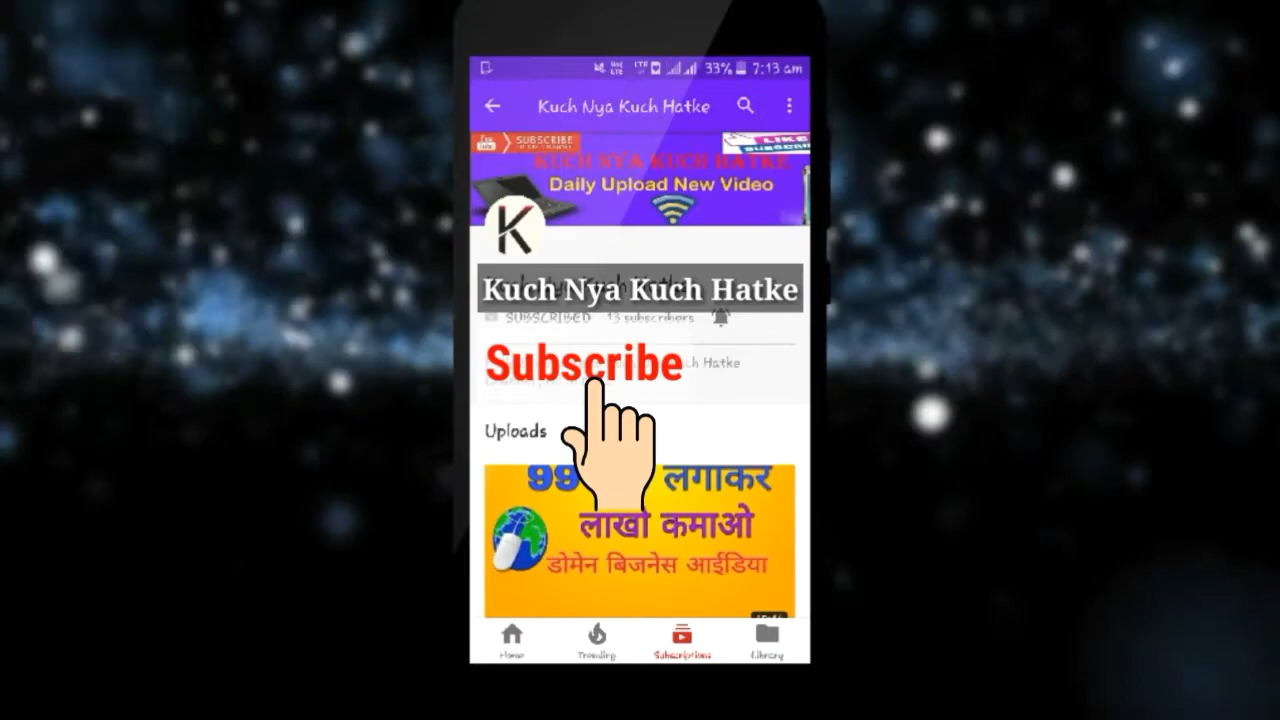 33% 7:13 am
Kuch Nya Kuch Hatke
SUBSCRIBE
LIKE
KUCH NYA KUCH HATKE
Daily Upload New Video
K
Kuch Nya Kuch Hatke
SUBSCRIBED 13 subscribers
Subscribe
ch Hatke
Uploads
99 लगाकर
लाखो कमाओ
डोमेन बिजनेस आईडिया
Home Trending Subscriptions Library